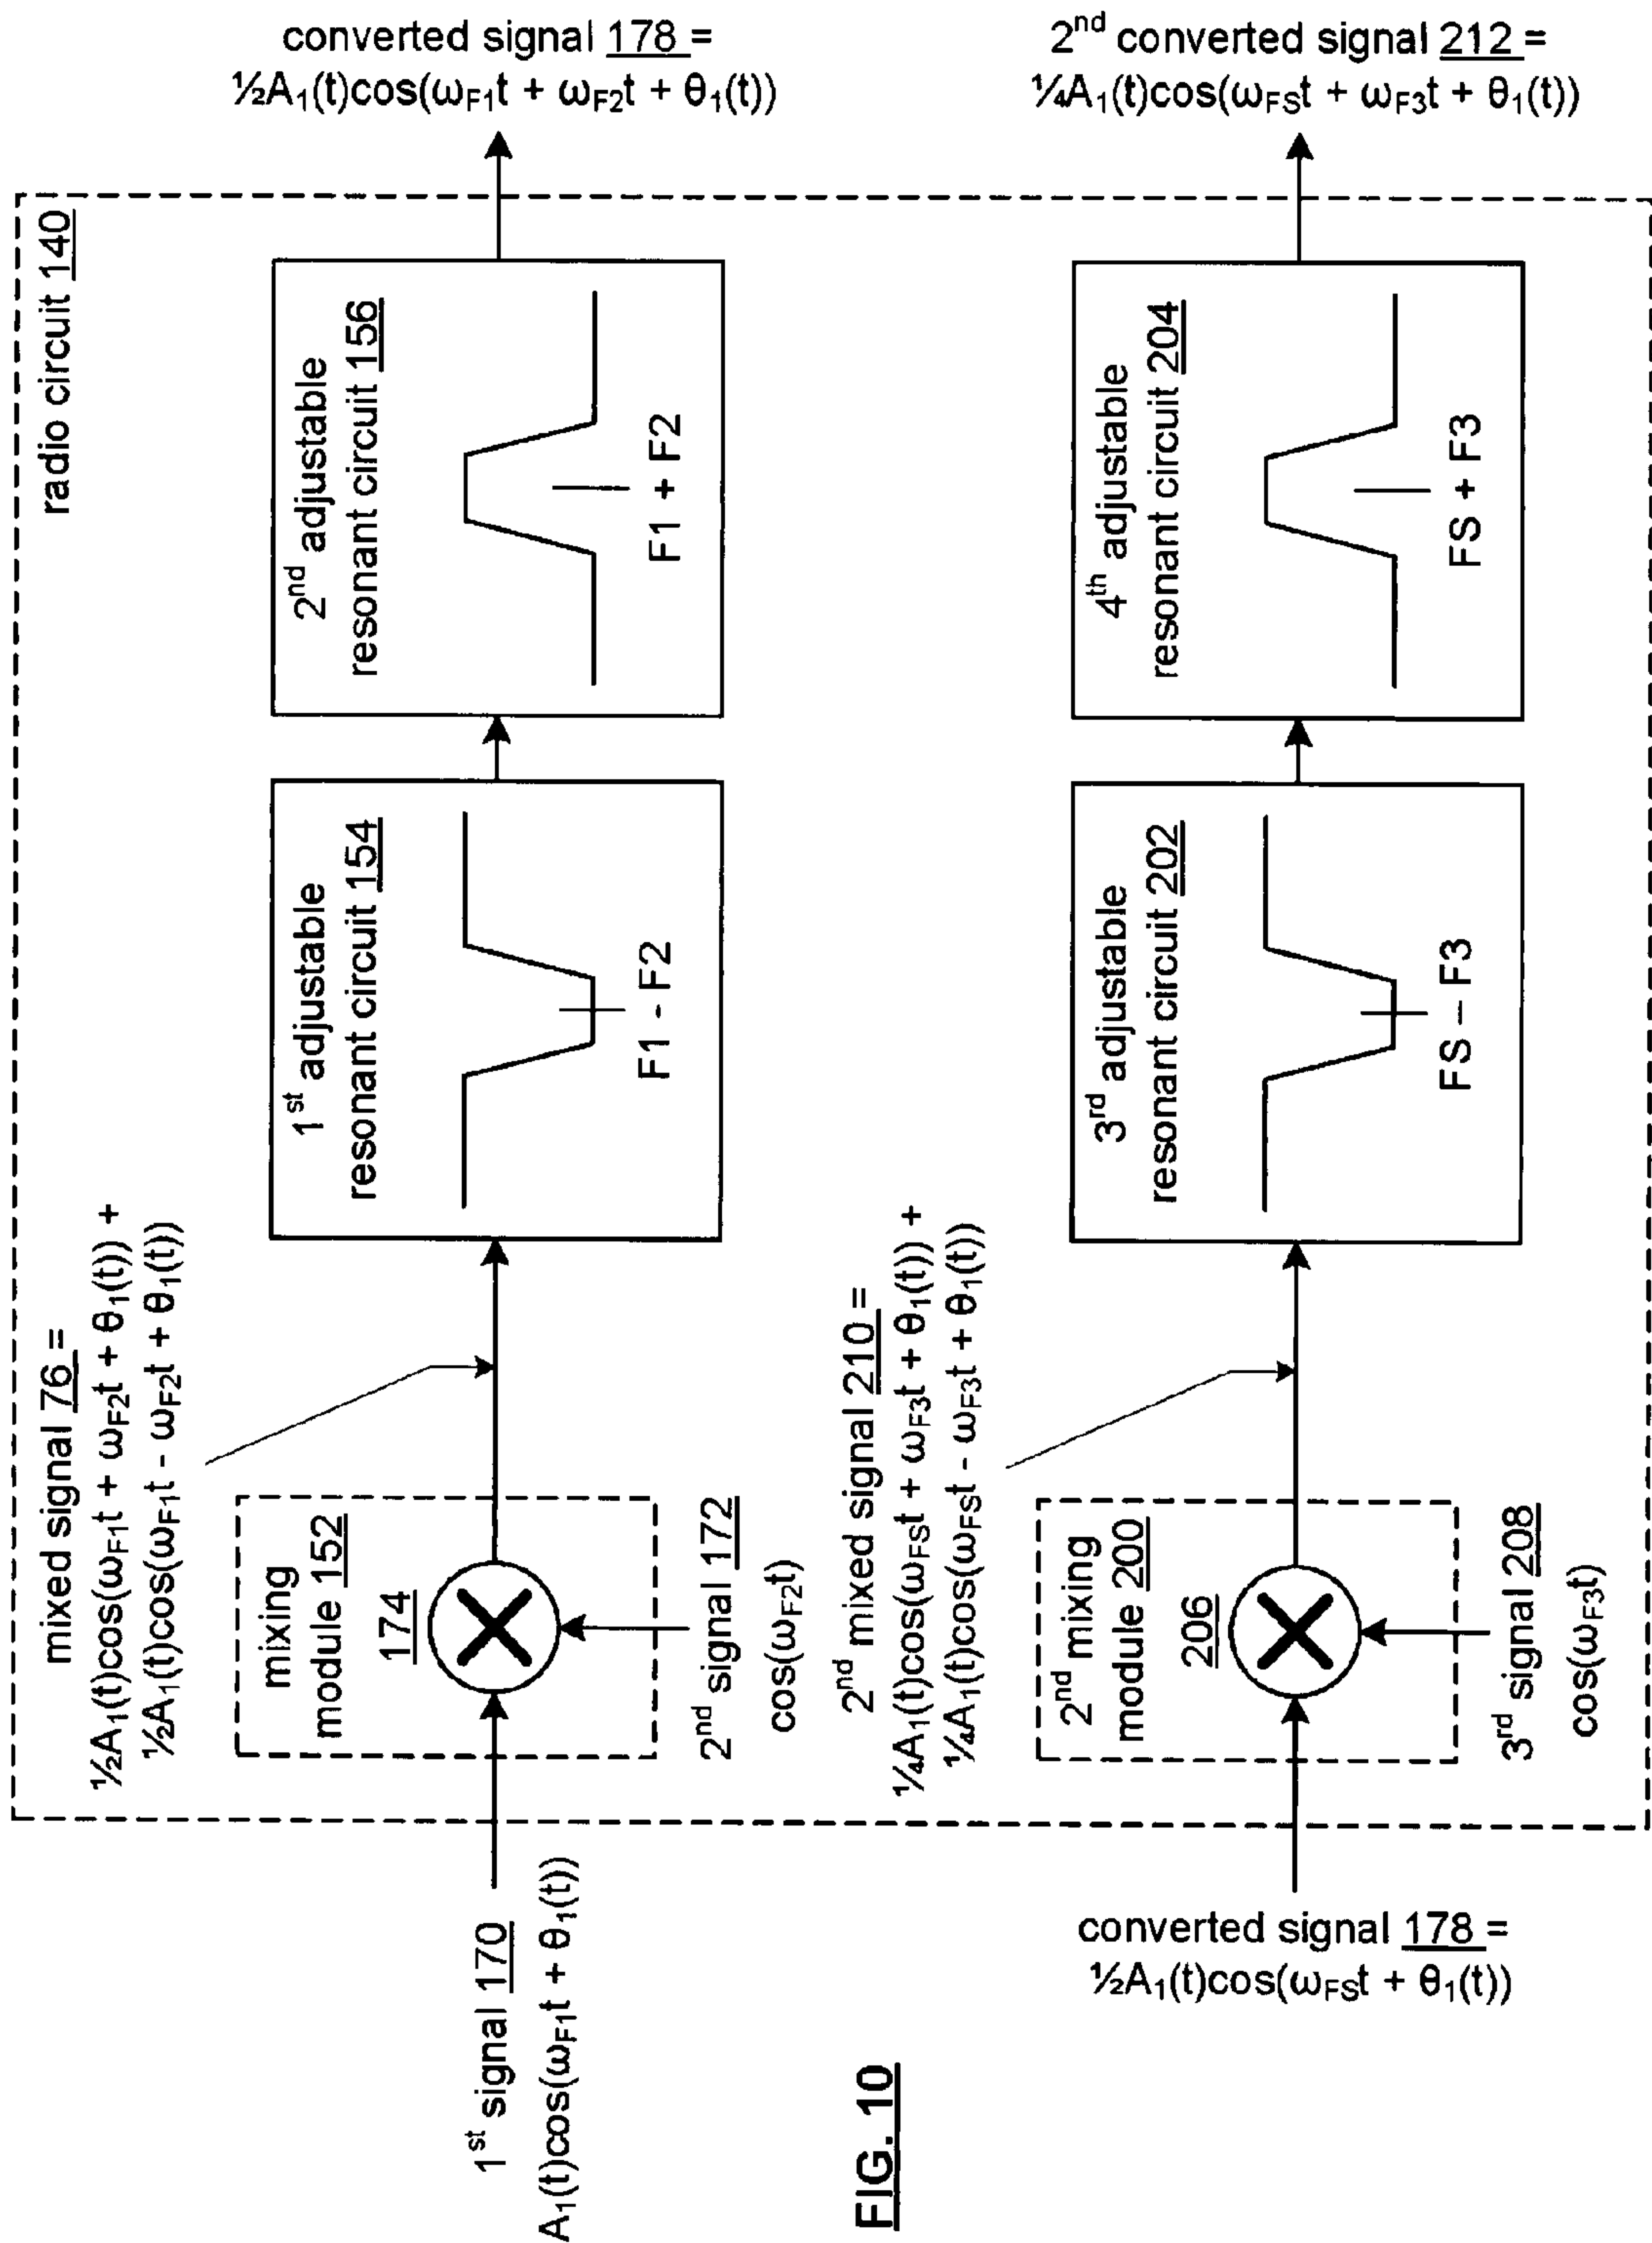 radio circuit 140
1st signal 170
A₁(t)cos(ωF1t + θ₁(t))
mixing
module 152
174
2nd signal 172
cos(ωF2t)
mixed signal 76 =
½A₁(t)cos(ωF1t + ωF2t + θ₁(t)) +
½A₁(t)cos(ωF1t - ωF2t + θ₁(t))
1st adjustable
resonant circuit 154
F1 - F2
2nd adjustable
resonant circuit 156
F1 + F2
converted signal 178 =
½A₁(t)cos(ωF1t + ωF2t + θ₁(t))
converted signal 178 =
½A₁(t)cos(ωFSt + θ₁(t))
2nd mixing
module 200
206
3rd signal 208
cos(ωF3t)
2nd mixed signal 210 =
¼A₁(t)cos(ωFSt + ωF3t + θ₁(t)) +
¼A₁(t)cos(ωFSt - ωF3t + θ₁(t))
3rd adjustable
resonant circuit 202
FS – F3
4th adjustable
resonant circuit 204
FS + F3
2nd converted signal 212 =
¼A₁(t)cos(ωFSt + ωF3t + θ₁(t))
FIG. 10